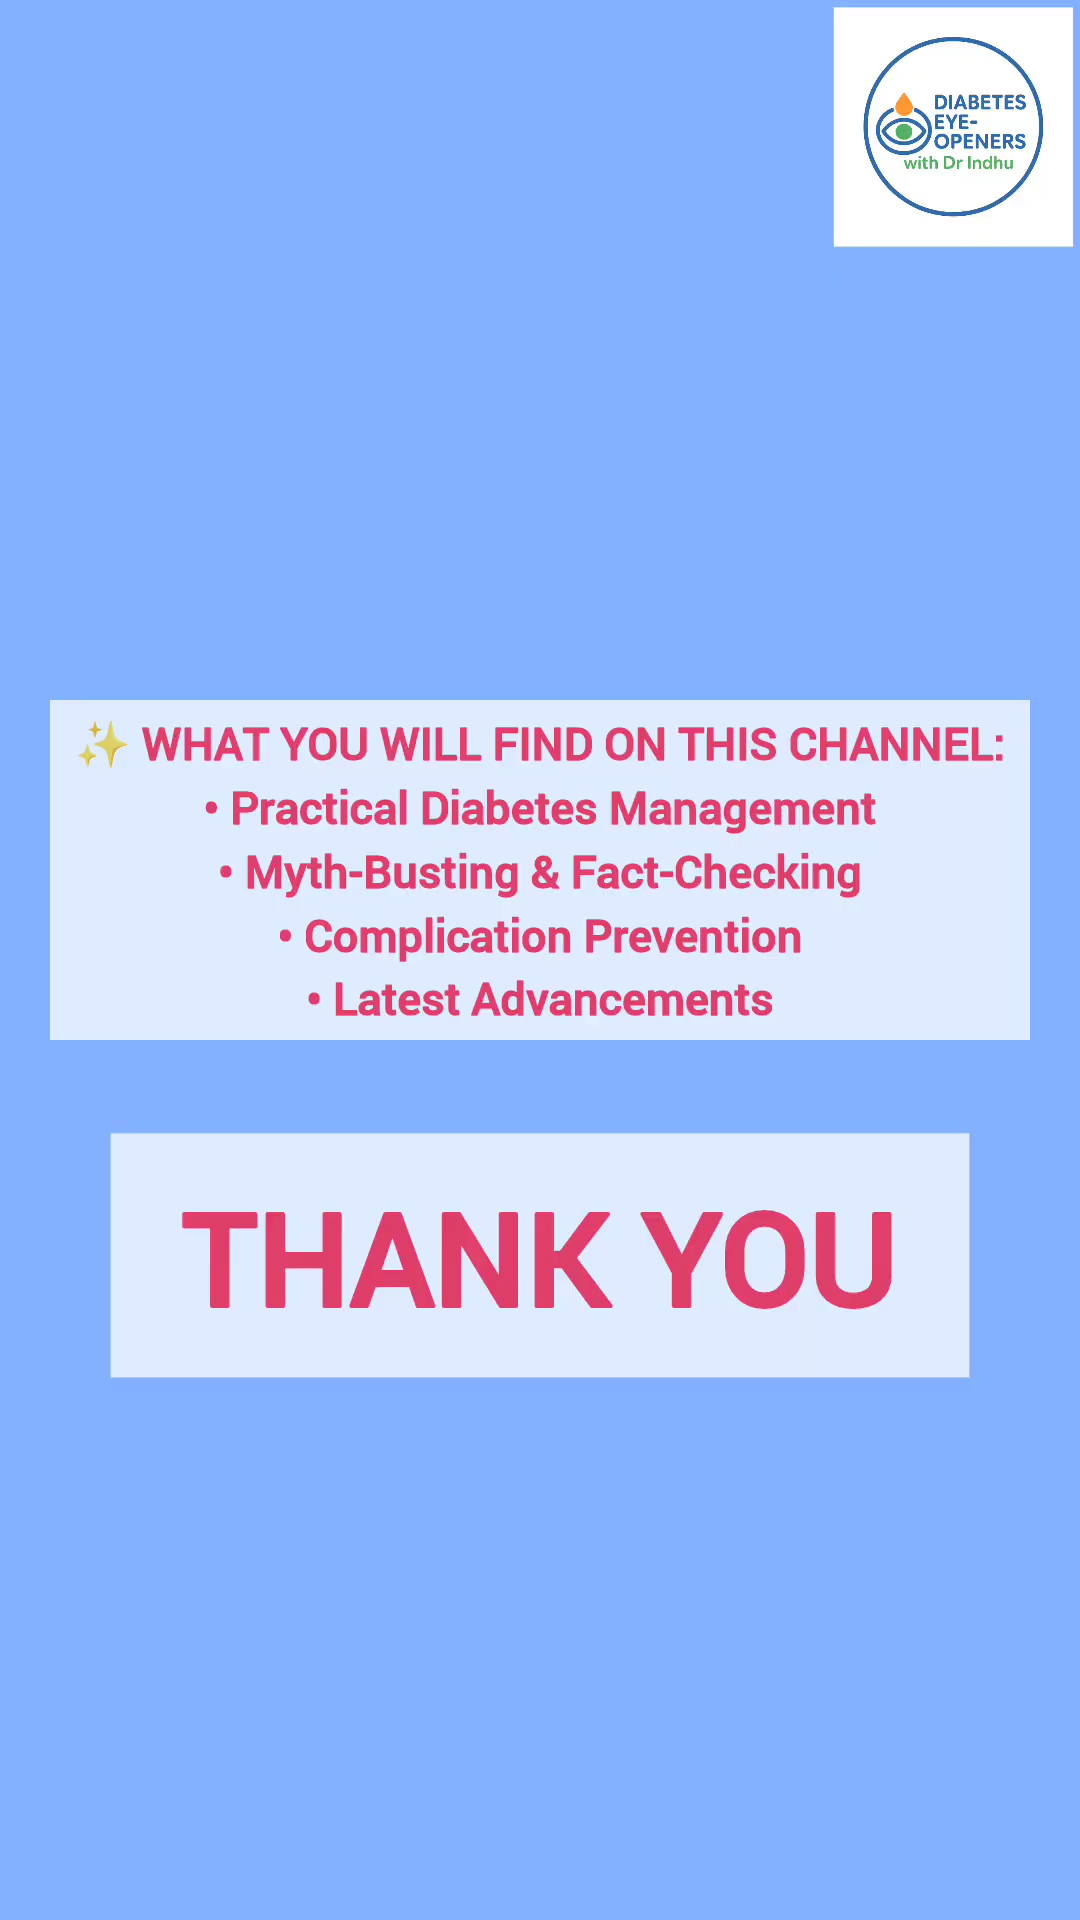 DIABETES
EYE-
OPENERS
with Dr Indhu
✨ WHAT YOU WILL FIND ON THIS CHANNEL:
• Practical Diabetes Management
• Myth-Busting & Fact-Checking
• Complication Prevention
• Latest Advancements
THANK YOU